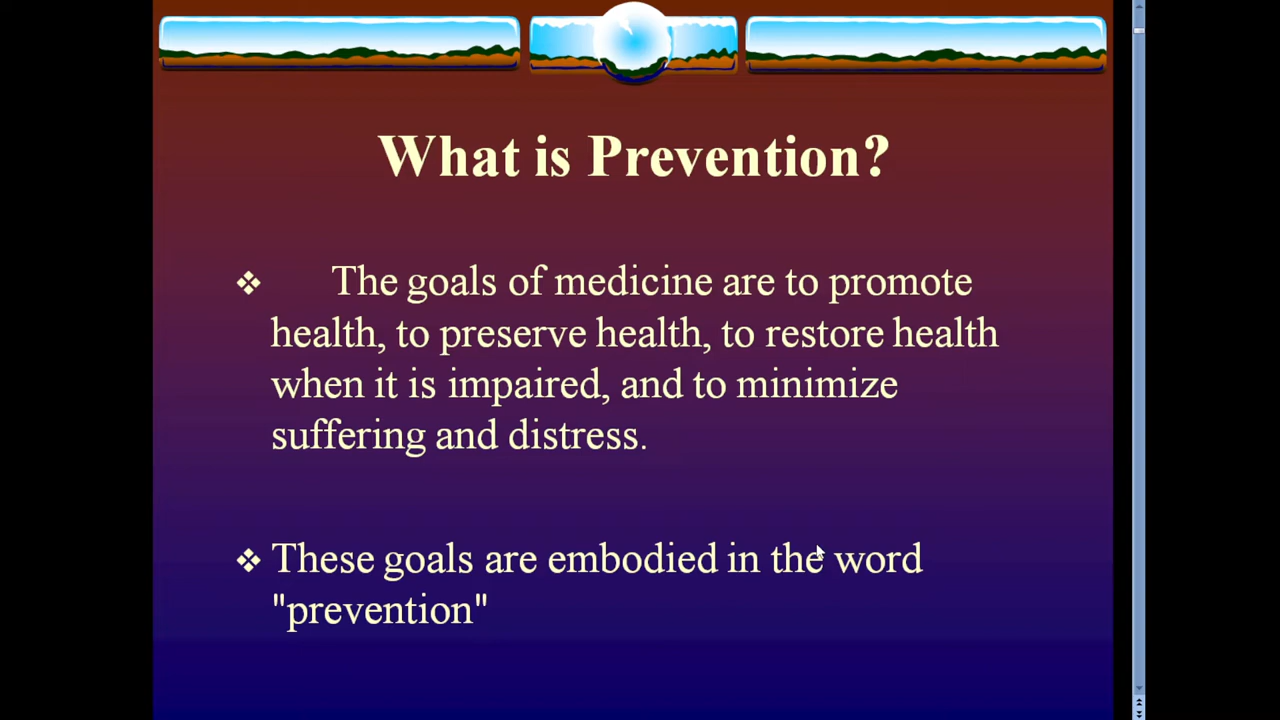 What is Prevention?
❖ The goals of medicine are to promote
health, to preserve health, to restore health
when it is impaired, and to minimize
suffering and distress.
❖ These goals are embodied in the word
"prevention"